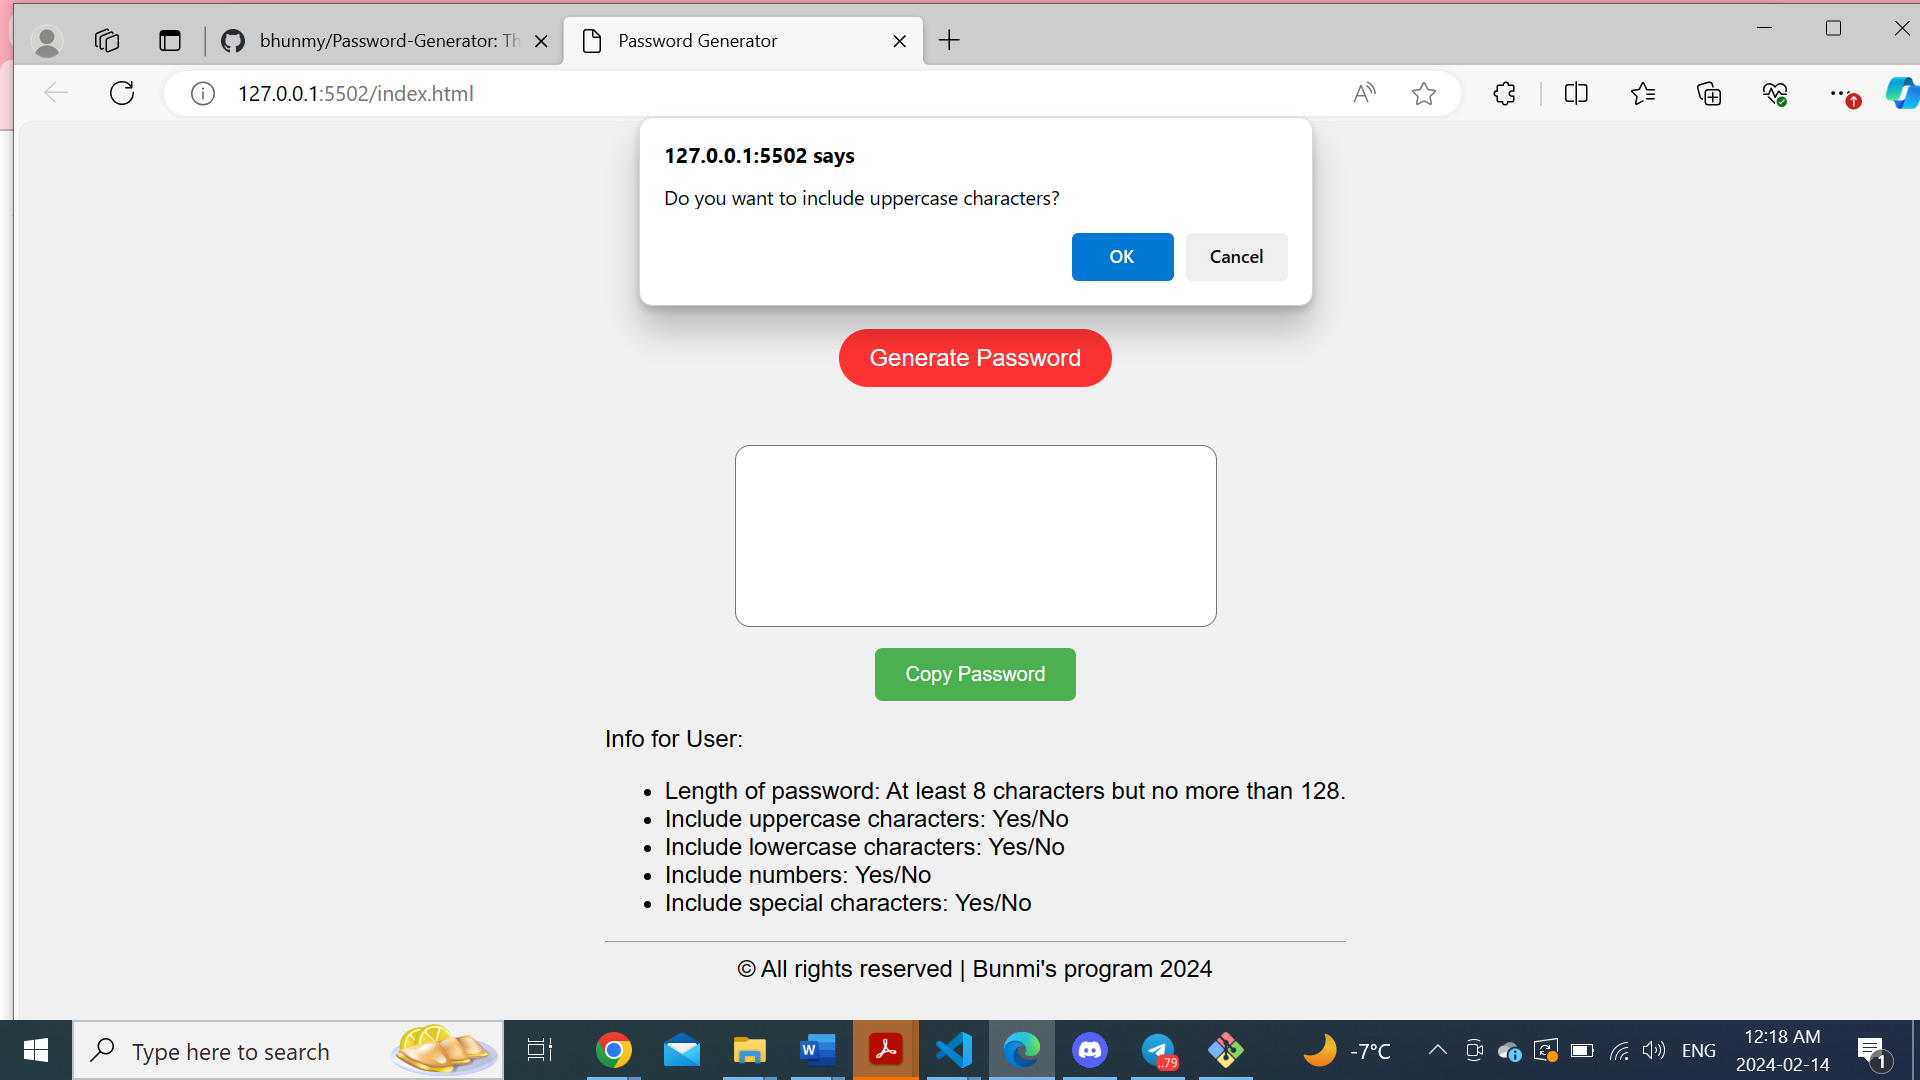 bhunmy/Password-Generator: Th
Password Generator
127.0.0.1:5502/index.html
127.0.0.1:5502 says
Do you want to include uppercase characters?
OK
Cancel
Generate Password
Copy Password
Info for User:
• Length of password: At least 8 characters but no more than 128.
• Include uppercase characters: Yes/No
• Include lowercase characters: Yes/No
• Include numbers: Yes/No
• Include special characters: Yes/No
© All rights reserved | Bunmi's program 2024
Type here to search
..79
-7°C
ENG
12:18 AM
2024-02-14
1